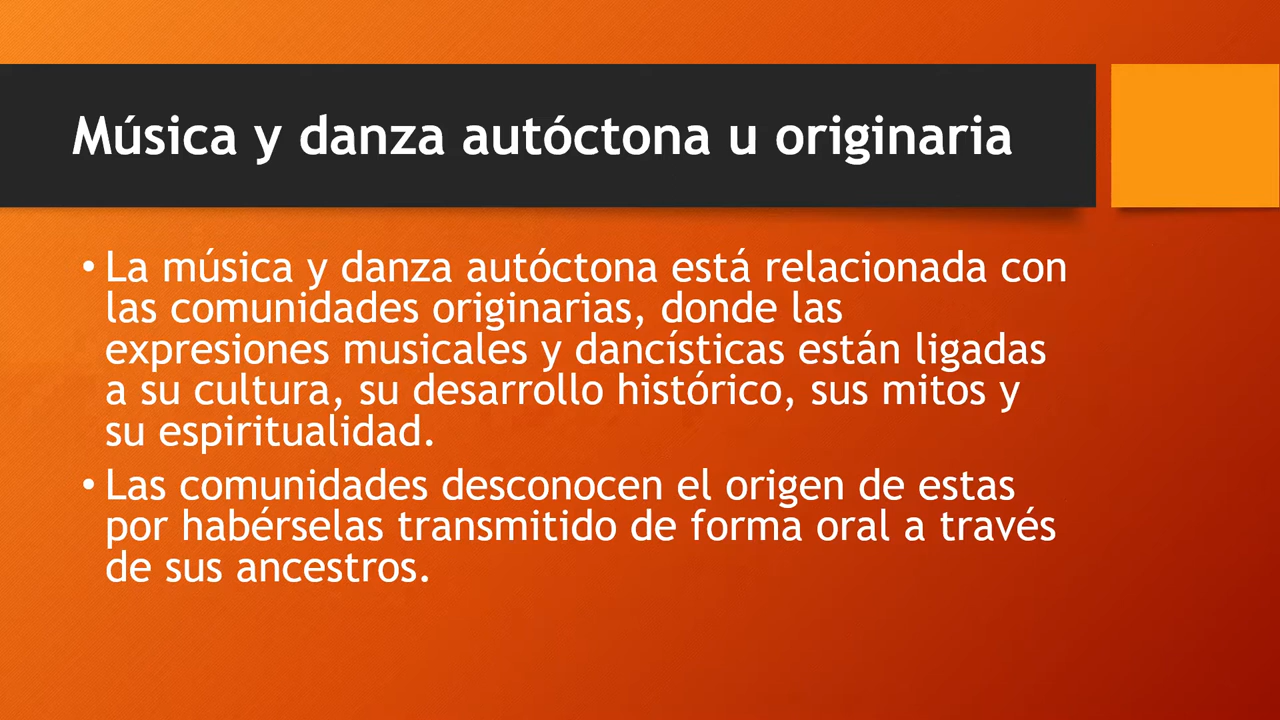 Música y danza autóctona u originaria
• La música y danza autóctona está relacionada con
las comunidades originarias, donde las
expresiones musicales y dancísticas están ligadas
a su cultura, su desarrollo histórico, sus mitos y
su espiritualidad.
• Las comunidades desconocen el origen de estas
por habérselas transmitido de forma oral a través
de sus ancestros.